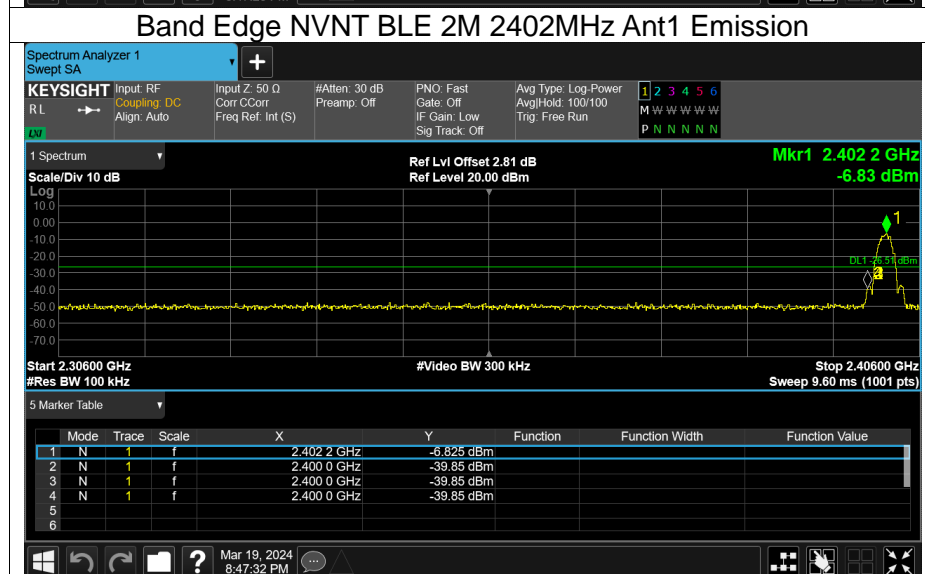 Band Edge NVNT BLE 2M 2402MHz Ant1 Emission
Spectrum Analyzer 1
Swept SA
+
KEYSIGHT Input: RF Input Z: 50 Ω #Atten: 30 dB PNO: Fast Avg Type: Log-Power 1 2 3 4 5 6
RL Coupling: DC Corr CCorr Preamp: Off Gate: Off Avg|Hold: 100/100 M W W W W W
Align: Auto Freq Ref: Int (S) IF Gain: Low Trig: Free Run
LXI Sig Track: Off P N N N N N
1 Spectrum Ref Lvl Offset 2.81 dB Mkr1 2.402 2 GHz
Scale/Div 10 dB Ref Level 20.00 dBm -6.83 dBm
Log
10.0
0.00 1
-10.0
-20.0 DL1 -26.51 dBm
-30.0
-40.0
-50.0
-60.0
-70.0
Start 2.30600 GHz #Video BW 300 kHz Stop 2.40600 GHz
#Res BW 100 kHz Sweep 9.60 ms (1001 pts)
5 Marker Table
Mode Trace Scale X Y Function Function Width Function Value
1 N 1 f 2.402 2 GHz -6.825 dBm
2 N 1 f 2.400 0 GHz -39.85 dBm
3 N 1 f 2.400 0 GHz -39.85 dBm
4 N 1 f 2.400 0 GHz -39.85 dBm
5
6
? Mar 19, 2024
8:47:32 PM